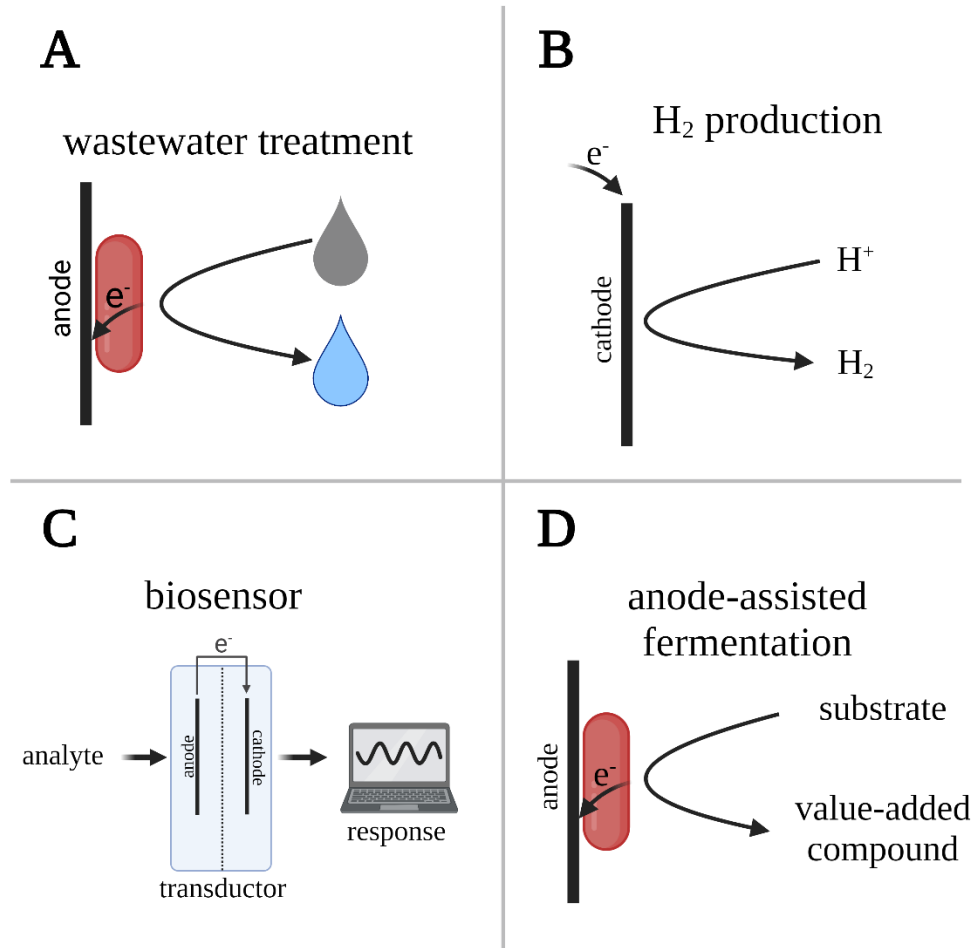 A
wastewater treatment
anode
e⁻
B
H₂ production
e⁻
cathode
H⁺
H₂
C
biosensor
e⁻
analyte
anode
cathode
response
transductor
D
anode-assisted
fermentation
anode
e⁻
substrate
value-added
compound